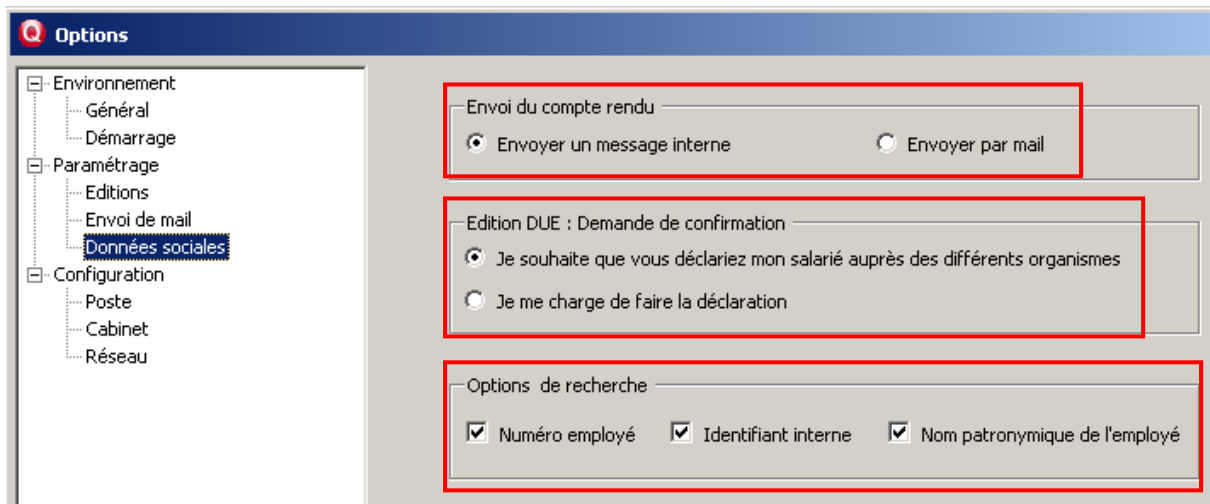 Options
Environnement
Général
Démarrage
Paramétrage
Editions
Envoi de mail
Données sociales
Configuration
Poste
Cabinet
Réseau
Envoi du compte rendu
Envoyer un message interne Envoyer par mail
Edition DUE : Demande de confirmation
Je souhaite que vous déclariez mon salarié auprès des différents organismes
Je me charge de faire la déclaration
Options de recherche
Numéro employé Identifiant interne Nom patronymique de l'employé